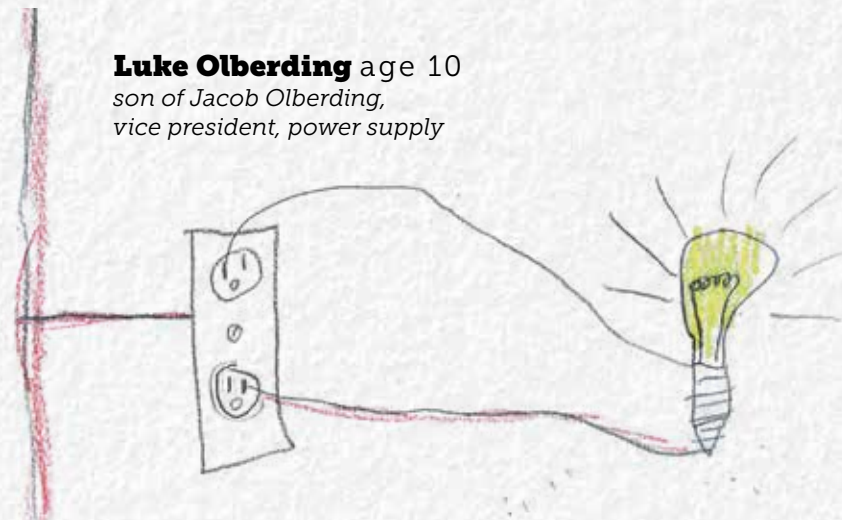 Luke Olberding age 10
son of Jacob Olberding,
vice president, power supply